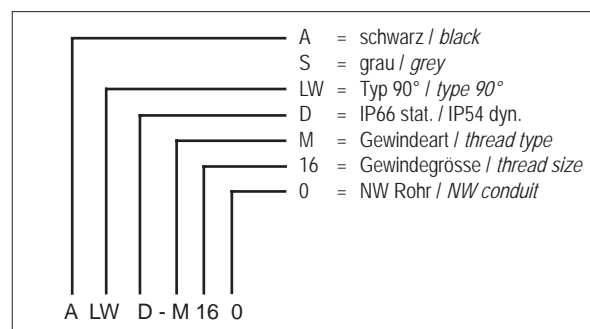 A = schwarz / black
S = grau / grey
LW = Typ 90° / type 90°
D = IP66 stat. / IP54 dyn.
M = Gewindeart / thread type
16 = Gewindegrösse / thread size
0 = NW Rohr / NW conduit
A LW D - M 16 0